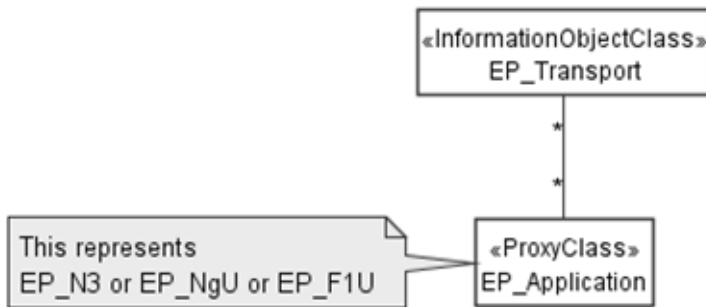 «InformationObjectClass»
EP_Transport
*
*
This represents
EP_N3 or EP_NgU or EP_F1U
«ProxyClass»
EP_Application